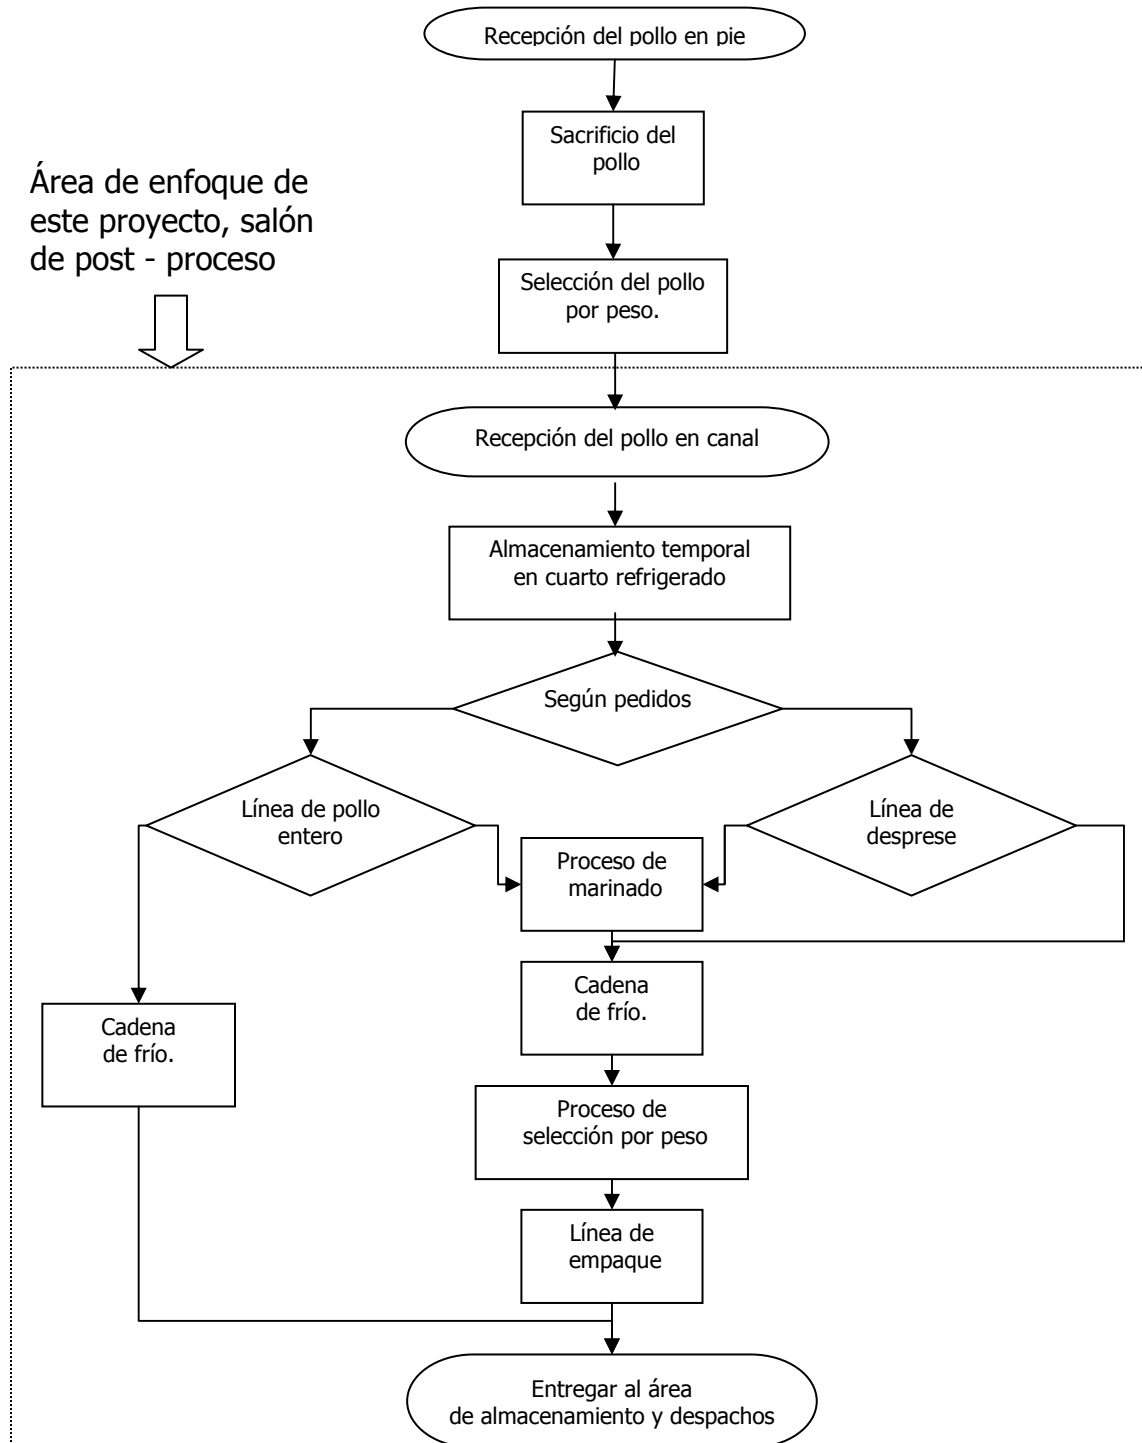 Recepción del pollo en pie
Sacrificio del
pollo
Área de enfoque de
este proyecto, salón
de post - proceso
Selección del pollo
por peso.
Recepción del pollo en canal
Almacenamiento temporal
en cuarto refrigerado
Según pedidos
Línea de pollo
entero
Línea de
desprese
Proceso de
marinado
Cadena
de frío.
Cadena
de frío.
Proceso de
selección por peso
Línea de
empaque
Entregar al área
de almacenamiento y despachos